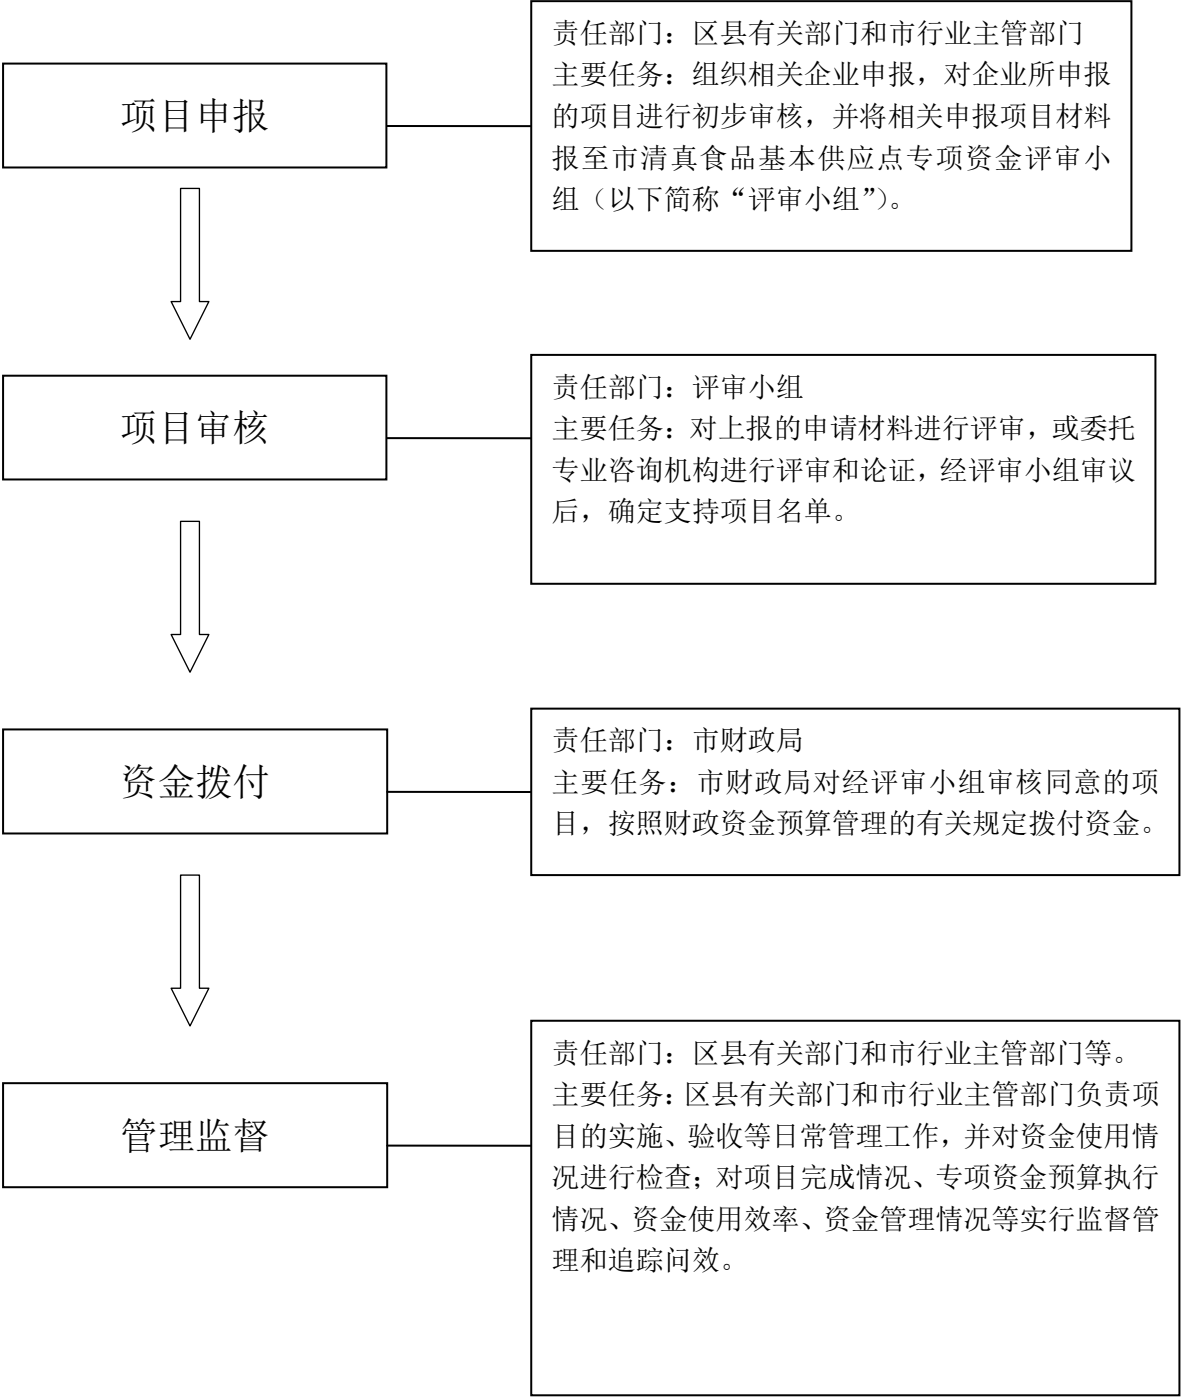 项目申报
责任部门：区县有关部门和市行业主管部门
主要任务：组织相关企业申报，对企业所申报
的项目进行初步审核，并将相关申报项目材料
报至市清真食品基本供应点专项资金评审小
组（以下简称“评审小组”）。
项目审核
责任部门：评审小组
主要任务：对上报的申请材料进行评审，或委托
专业咨询机构进行评审和论证，经评审小组审议
后，确定支持项目名单。
资金拨付
责任部门：市财政局
主要任务：市财政局对经评审小组审核同意的项
目，按照财政资金预算管理的有关规定拨付资金。
管理监督
责任部门：区县有关部门和市行业主管部门等。
主要任务：区县有关部门和市行业主管部门负责项
目的实施、验收等日常管理工作，并对资金使用情
况进行检查；对项目完成情况、专项资金预算执行
情况、资金使用效率、资金管理情况等实行监督管
理和追踪问效。